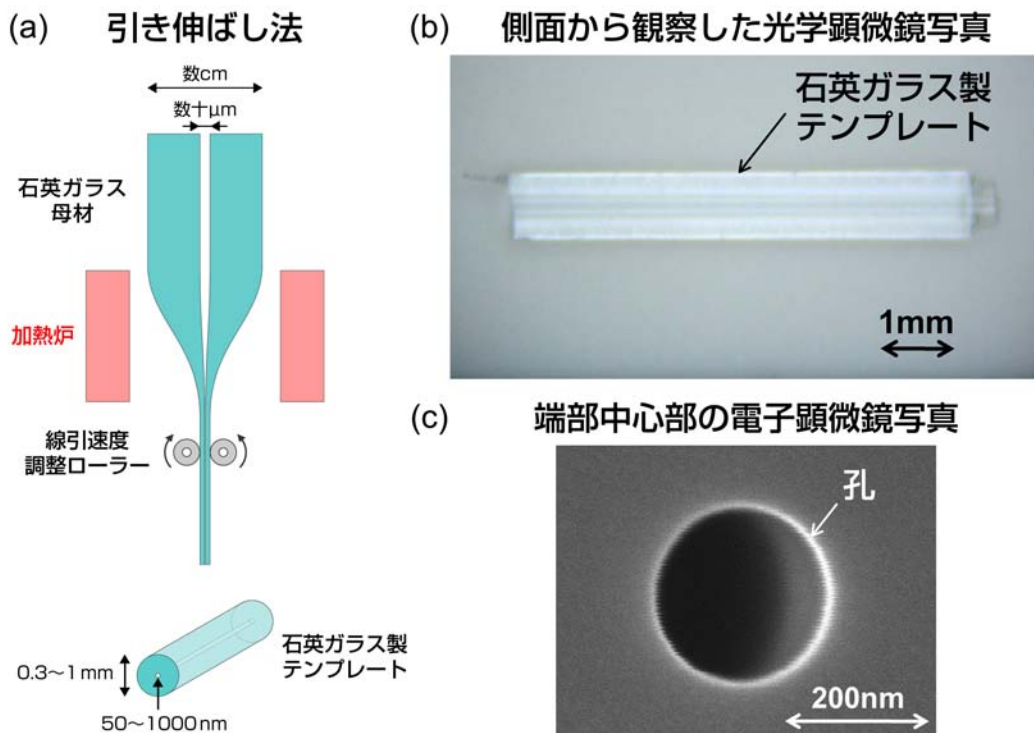 (a) 引き伸ばし法
数cm
数十μm
石英ガラス
母材
加熱炉
線引速度
調整ローラー
石英ガラス製
テンプレート
0.3～1mm
50～1000nm
(b) 側面から観察した光学顕微鏡写真
石英ガラス製
テンプレート
1mm
(c) 端部中心部の電子顕微鏡写真
孔
200nm